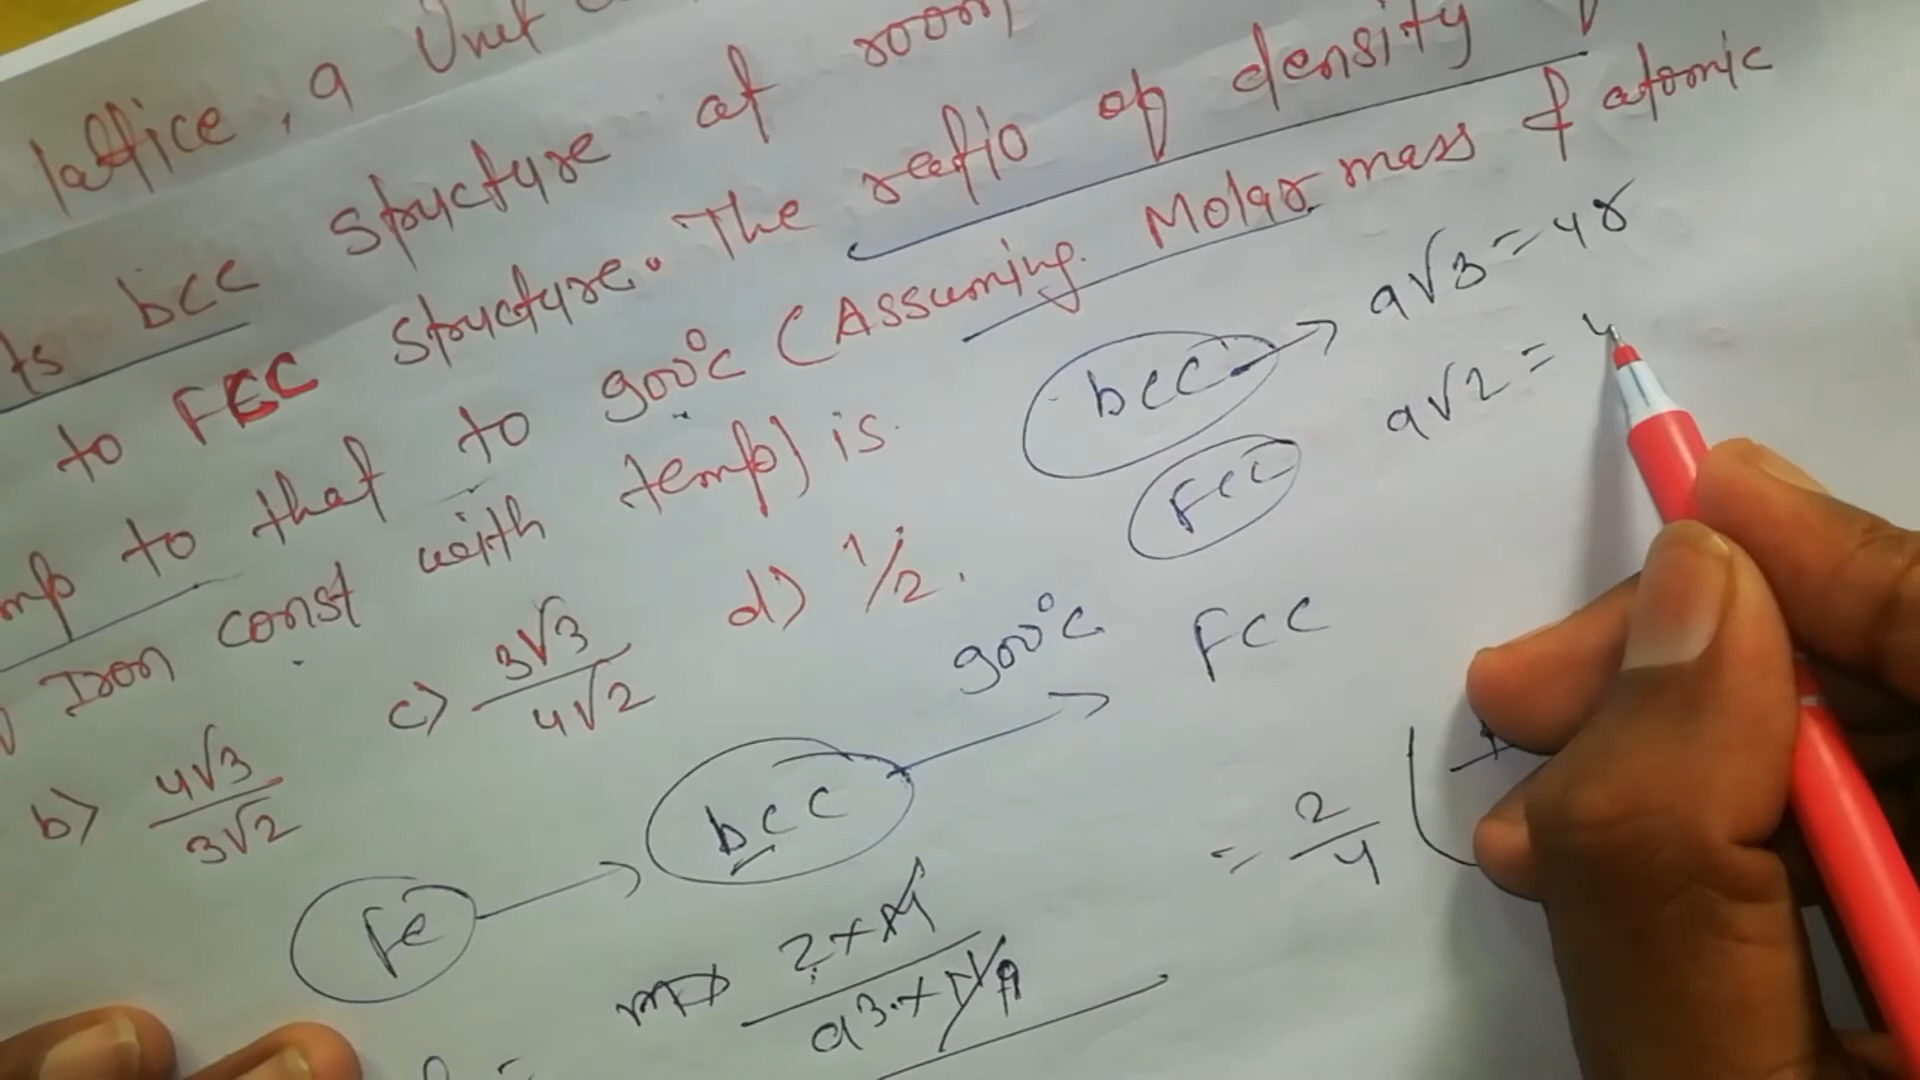 lattice, a Unit
ts bcc structure at room
to FCC structure. The ratio of density
mp to that to 900°C (Assuming Molar mass & atomic
Iron const with temp) is.
b) 4√3/3√2 c) 3√3/4√2 d) 1/2.
bcc → a√3 = 4r
FCC a√2 = 4
Fe → bcc 900°C → FCC
2×M/a³×NA
= 2/4 (